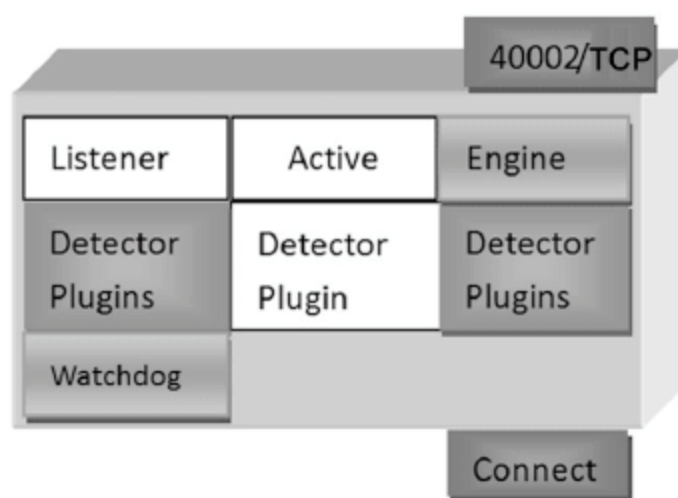 40002/TCP
Listener
Active
Engine
Detector
Plugins
Detector
Plugin
Detector
Plugins
Watchdog
Connect